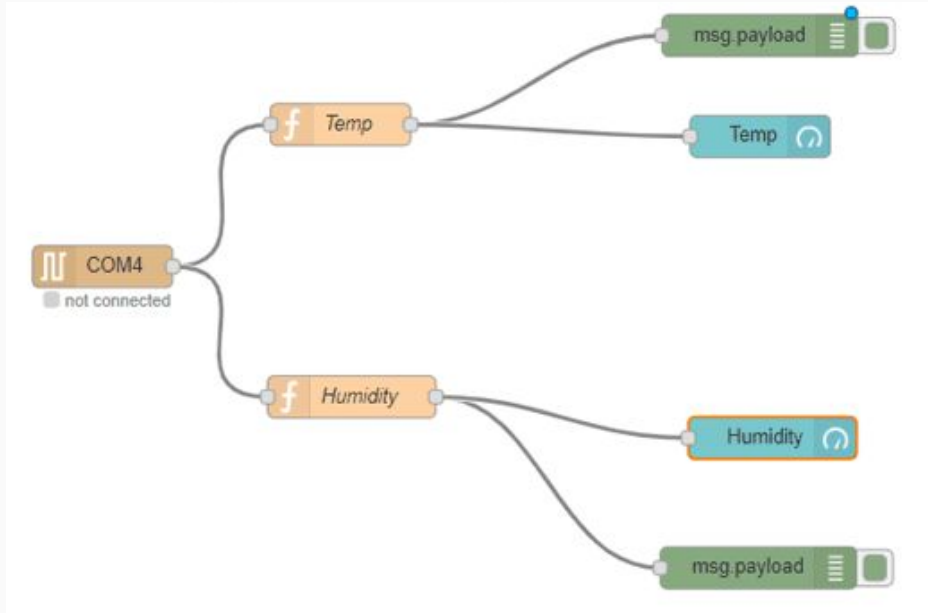 msg.payload
Temp
Temp
COM4
not connected
Humidity
Humidity
msg.payload